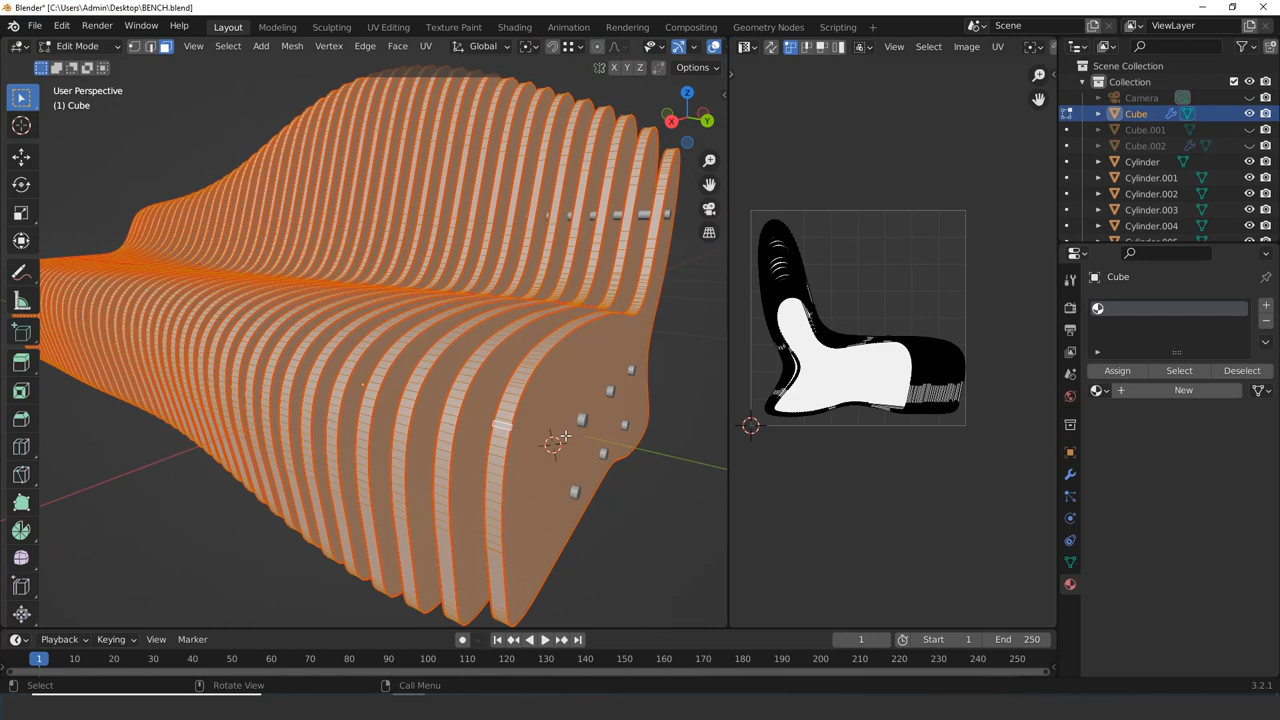 Blender* [C:\Users\Admin\Desktop\BENCH.blend]
File Edit Render Window Help Layout Modeling Sculpting UV Editing Texture Paint Shading Animation Rendering Compositing Geometry Nodes Scripting Scene ViewLayer
Edit Mode View Select Add Mesh Vertex Edge Face UV Global View Select Image UV
X Y Z Options
User Perspective
(1) Cube
Z
X Y
Scene Collection
Collection
Camera
Cube
Cube.001
Cube.002
Cylinder
Cylinder.001
Cylinder.002
Cylinder.003
Cylinder.004
Cube
Assign Select Deselect
New
Playback Keying View Marker 1 Start 1 End 250
1 10 20 30 40 50 60 70 80 90 100 110 120 130 140 150 160 170 180 190 200 210 220 230 240 250
Select Rotate View Call Menu 3.2.1